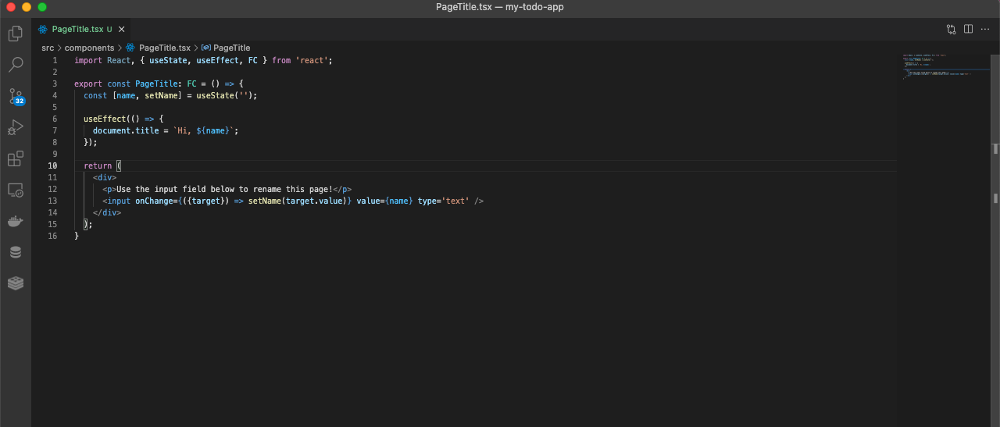 PageTitle.tsx — my-todo-app
PageTitle.tsx U
src > components > PageTitle.tsx > PageTitle
32
1 import React, { useState, useEffect, FC } from 'react';
2
3 export const PageTitle: FC = () => {
4 const [name, setName] = useState('');
5
6 useEffect(() => {
7 document.title = `Hi, ${name}`;
8 });
9
10 return (
11 <div>
12 <p>Use the input field below to rename this page!</p>
13 <input onChange={({target}) => setName(target.value)} value={name} type='text' />
14 </div>
15 );
16 }